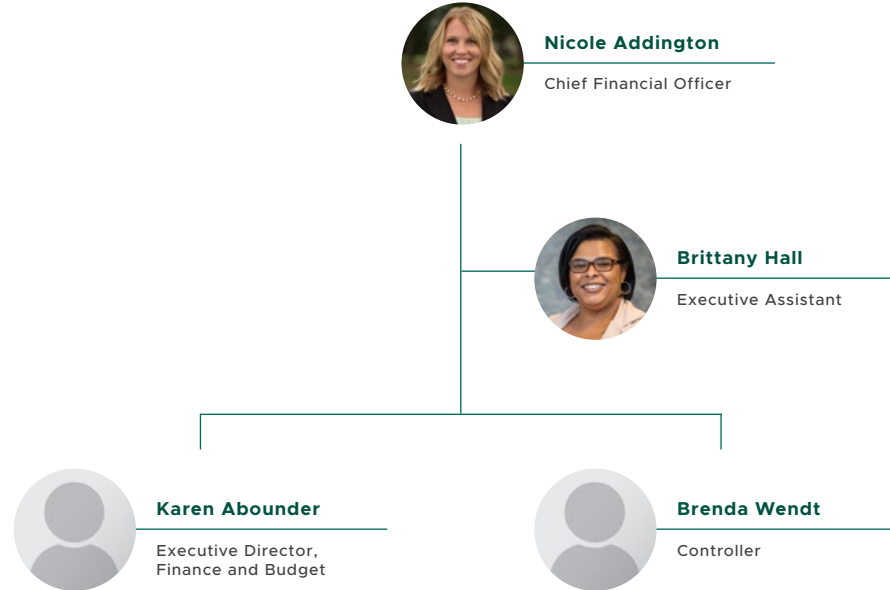 Nicole Addington
Chief Financial Officer
Brittany Hall
Executive Assistant
Karen Abounder
Executive Director,
Finance and Budget
Brenda Wendt
Controller